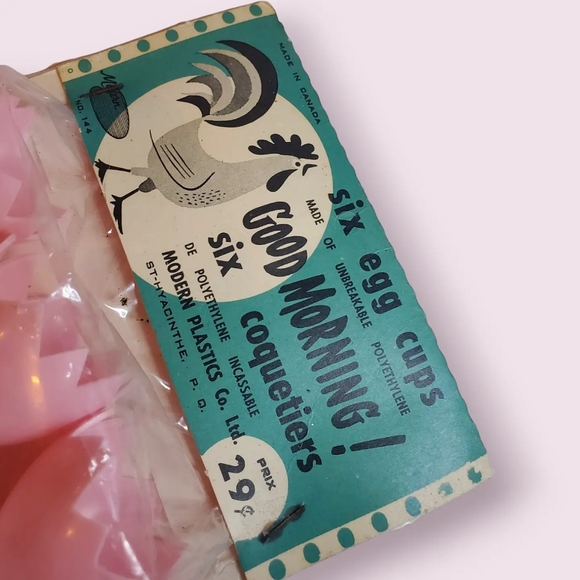 MADE IN CANADA
NO. 144
six egg cups
MADE OF UNBREAKABLE POLYETHYLENE
GOOD MORNING!
six coquetiers
DE POLYETHYLENE INCASSABLE
MODERN PLASTICS Co. Ltd.
ST-HYACINTHE, P. Q.
PRIX
29¢